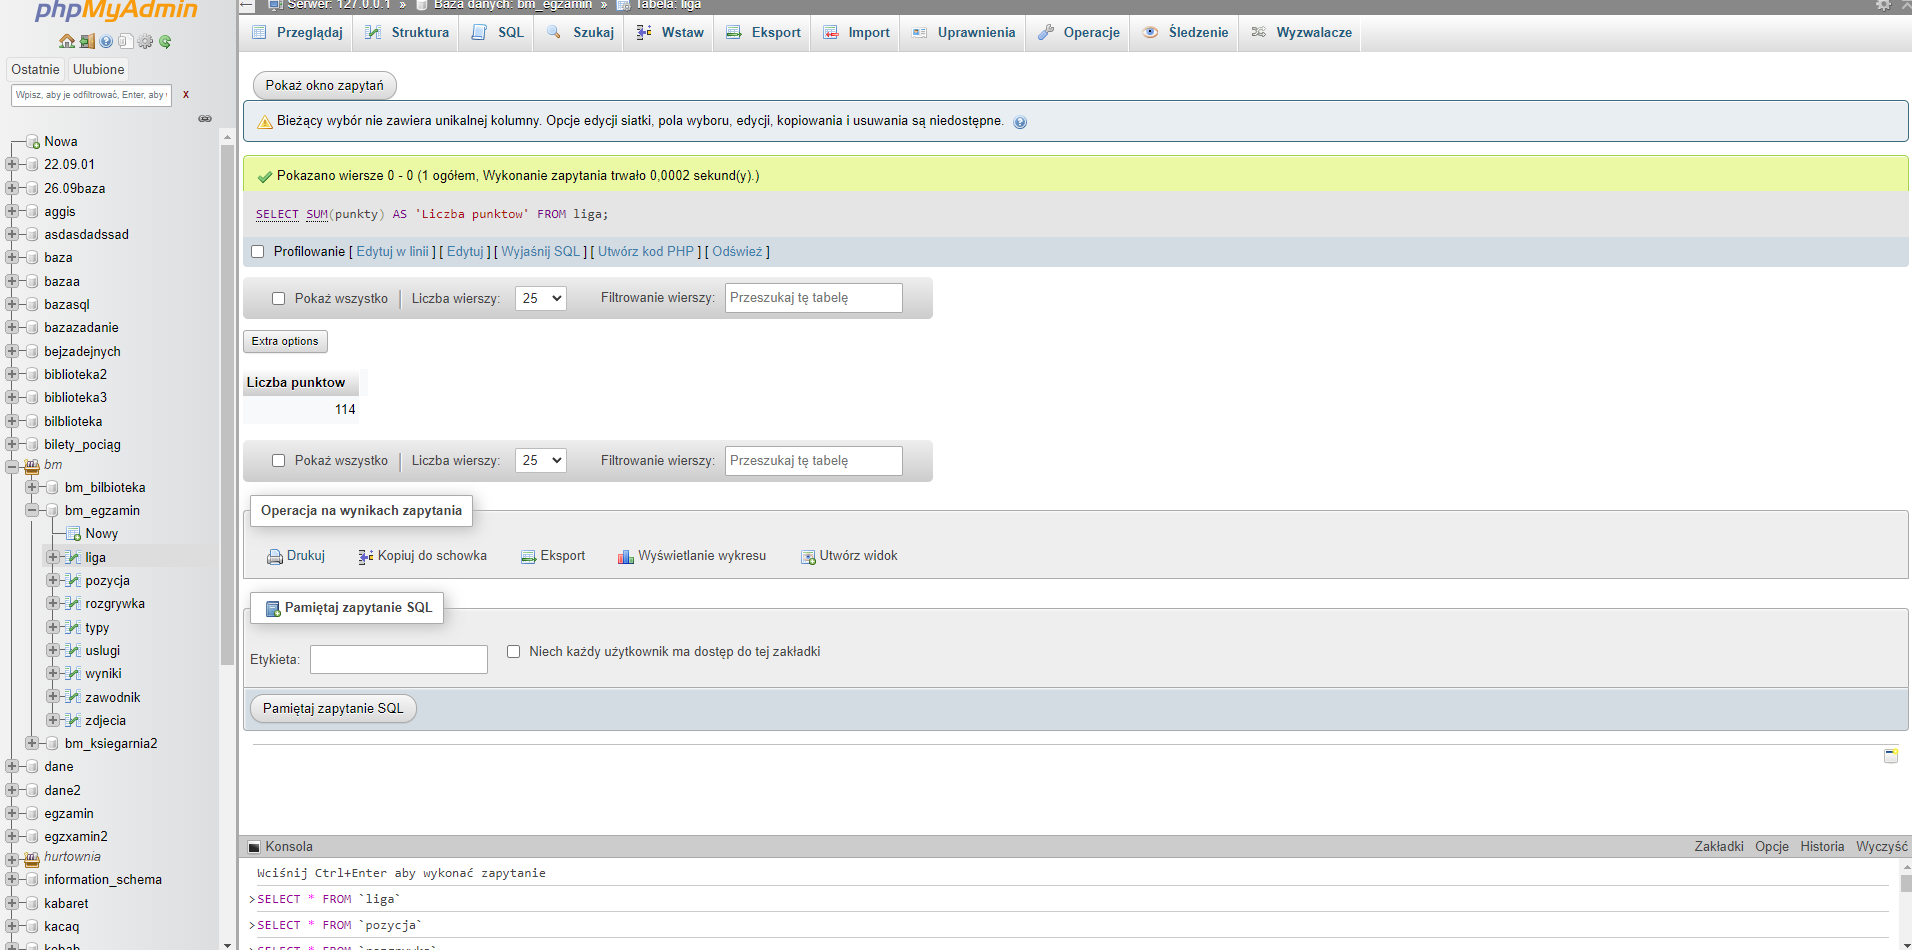 phpMyAdmin
Ostatnie
Ulubione
Wpisz, aby je odfiltrować, Enter, aby
x
Nowa
22.09.01
26.09baza
aggis
asdasdadssad
baza
bazaa
bazasql
bazazadanie
bejzadejnych
biblioteka2
biblioteka3
bilblioteka
bilety_pociąg
bm
bm_bilbioteka
bm_egzamin
Nowy
liga
pozycja
rozgrywka
typy
uslugi
wyniki
zawodnik
zdjecia
bm_ksiegarnia2
dane
dane2
egzamin
egzxamin2
hurtownia
information_schema
kabaret
kacaq
kebab
Serwer: 127.0.0.1 » Baza danych: bm_egzamin » Tabela: liga
Przeglądaj Struktura SQL Szukaj Wstaw Eksport Import Uprawnienia Operacje Śledzenie Wyzwalacze
Pokaż okno zapytań
Bieżący wybór nie zawiera unikalnej kolumny. Opcje edycji siatki, pola wyboru, edycji, kopiowania i usuwania są niedostępne.
Pokazano wiersze 0 - 0 (1 ogółem, Wykonanie zapytania trwało 0,0002 sekund(y).)
SELECT SUM(punkty) AS 'Liczba punktow' FROM liga;
Profilowanie [ Edytuj w linii ] [ Edytuj ] [ Wyjaśnij SQL ] [ Utwórz kod PHP ] [ Odśwież ]
Pokaż wszystko | Liczba wierszy: 25 Filtrowanie wierszy: Przeszukaj tę tabelę
Extra options
Liczba punktow
114
Pokaż wszystko | Liczba wierszy: 25 Filtrowanie wierszy: Przeszukaj tę tabelę
Operacja na wynikach zapytania
Drukuj Kopiuj do schowka Eksport Wyświetlanie wykresu Utwórz widok
Pamiętaj zapytanie SQL
Etykieta: Niech każdy użytkownik ma dostęp do tej zakładki
Pamiętaj zapytanie SQL
Konsola Zakładki Opcje Historia Wyczyść
Wciśnij Ctrl+Enter aby wykonać zapytanie
>SELECT * FROM `liga`
>SELECT * FROM `pozycja`
>SELECT * FROM `rozgrywka`